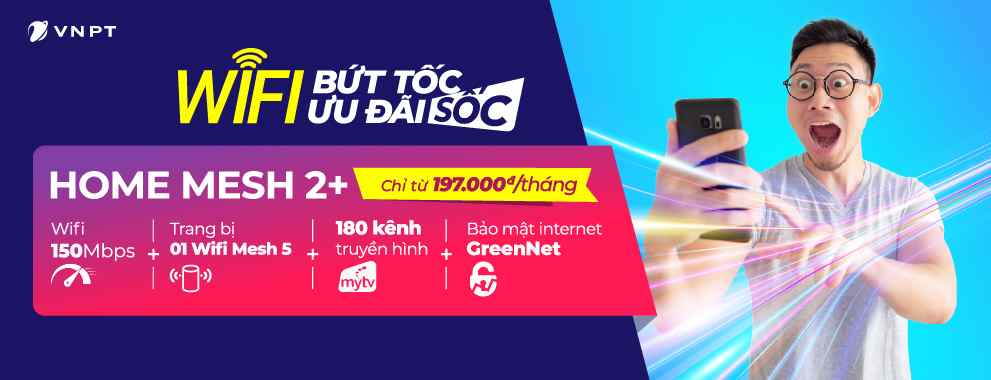 VNPT
WIFI BỨT TỐC
ƯU ĐÃI SỐC
HOME MESH 2+
Chỉ từ 197.000đ/tháng
Wifi
150Mbps
+
Trang bị
01 Wifi Mesh 5
+
180 kênh
truyền hình
mytv
+
Bảo mật internet
GreenNet